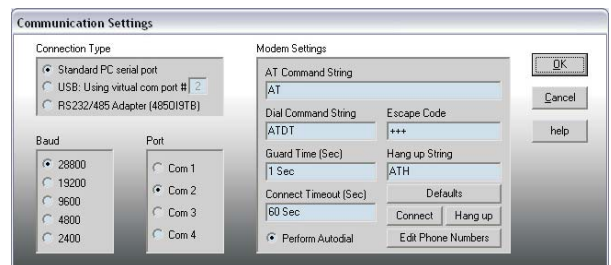 Communication Settings
Connection Type
Standard PC serial port
USB: Using virtual com port # 2
RS232/485 Adapter (485OI9TB)
Baud
28800
19200
9600
4800
2400
Port
Com 1
Com 2
Com 3
Com 4
Modem Settings
AT Command String
AT
Dial Command String
ATDT
Escape Code
+++
Guard Time (Sec)
1 Sec
Hang up String
ATH
Connect Timeout (Sec)
60 Sec
Defaults
Connect
Hang up
Perform Autodial
Edit Phone Numbers
OK
Cancel
help